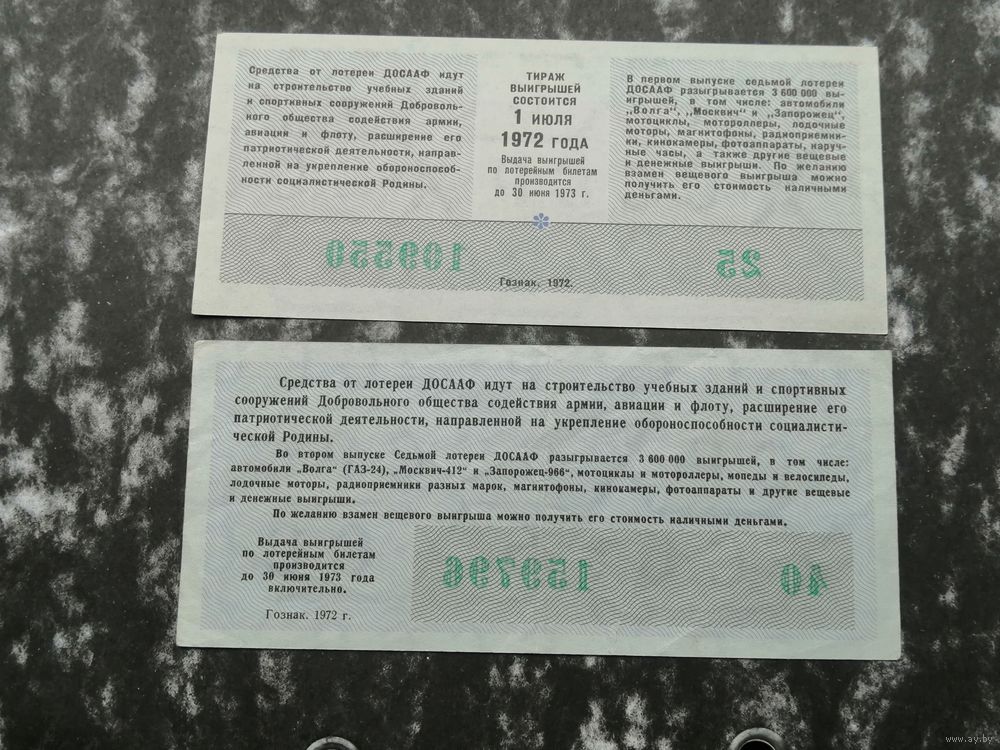 Средства от лотереи ДОСААФ идут
на строительство учебных зданий
и спортивных сооружений Доброволь-
ного общества содействия армии,
авиации и флоту, расширение его
патриотической деятельности, направ-
ленной на укрепление обороноспособ-
ности социалистической Родины.
ТИРАЖ
ВЫИГРЫШЕЙ
СОСТОИТСЯ
1 ИЮЛЯ
1972 ГОДА
Выдача выигрышей
по лотерейным билетам
производится
до 30 июня 1973 г.
В первом выпуске седьмой лотереи
ДОСААФ разыгрывается 3 600 000 вы-
игрышей, в том числе: автомобили
„Волга", „Москвич" и „Запорожец",
мотоциклы, мотороллеры, лодочные
моторы, магнитофоны, радиоприемни-
ки, кинокамеры, фотоаппараты, наруч-
ные часы, а также другие вещевые
и денежные выигрыши. По желанию
взамен вещевого выигрыша можно
получить его стоимость наличными
деньгами.
109550
25
Гознак. 1972.
Средства от лотереи ДОСААФ идут на строительство учебных зданий и спортивных
сооружений Добровольного общества содействия армии, авиации и флоту, расширение его
патриотической деятельности, направленной на укрепление обороноспособности социалисти-
ческой Родины.
Во втором выпуске Седьмой лотереи ДОСААФ разыгрывается 3 600 000 выигрышей, в том числе:
автомобили „Волга" (ГАЗ-24), „Москвич-412" и „Запорожец-966", мотоциклы и мотороллеры, мопеды и велосипеды,
лодочные моторы, радиоприемники разных марок, магнитофоны, кинокамеры, фотоаппараты и другие вещевые
и денежные выигрыши.
По желанию взамен вещевого выигрыша можно получить его стоимость наличными деньгами.
Выдача выигрышей
по лотерейным билетам
производится
до 30 июня 1973 года
включительно.
159796
40
Гознак. 1972 г.
www.ay.by